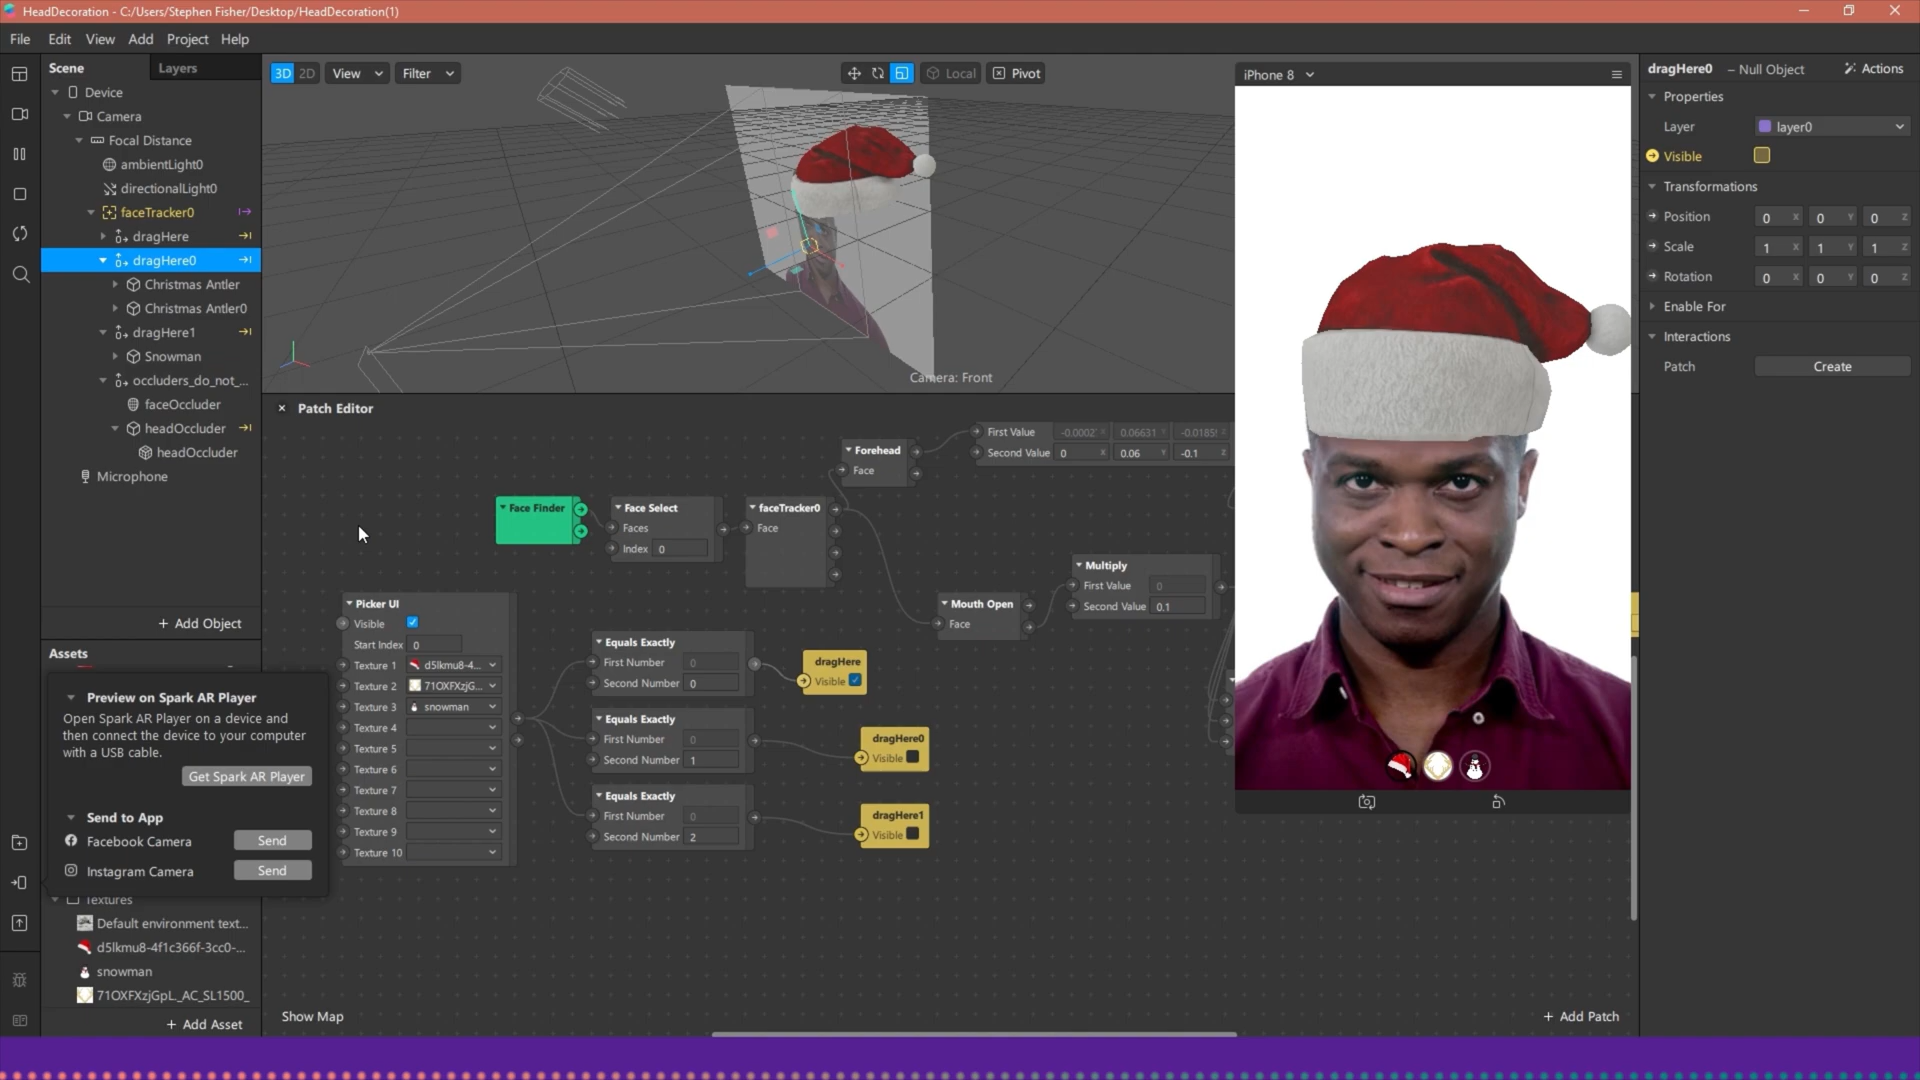 HeadDecoration - C:/Users/Stephen Fisher/Desktop/HeadDecoration(1)
File Edit View Add Project Help
Scene Layers
Device
Camera
Focal Distance
ambientLight0
directionalLight0
faceTracker0
dragHere
dragHere0
Christmas Antler
Christmas Antler0
dragHere1
Snowman
occluders_do_not_...
faceOccluder
headOccluder
headOccluder
Microphone
+ Add Object
Assets
Preview on Spark AR Player
Open Spark AR Player on a device and
then connect the device to your computer
with a USB cable.
Get Spark AR Player
Send to App
Facebook Camera Send
Instagram Camera Send
Textures
Default environment text...
d5lkmu8-4f1c366f-3cc0-...
snowman
71OXFXzjGpL._AC_SL1500_
+ Add Asset
3D 2D View Filter Local Pivot
Camera: Front
Patch Editor
Face Finder
Face Select
Faces
Index 0
faceTracker0
Face
Forehead
Face
First Value X 0.06631 Y Z
Second Value 0 X 0.06 Y -0.1 Z
Picker UI
Visible
Start Index 0
Texture 1 d5lkmu8-4...
Texture 2 71OXFXzjG...
Texture 3 snowman
Texture 4
Texture 5
Texture 6
Texture 7
Texture 8
Texture 9
Texture 10
Equals Exactly
First Number 0
Second Number 0
Equals Exactly
First Number 0
Second Number 1
Equals Exactly
First Number 0
Second Number 2
dragHere
Visible
dragHere0
Visible
dragHere1
Visible
Mouth Open
Face
Multiply
First Value 0
Second Value 0.1
Show Map
+ Add Patch
iPhone 8
dragHere0 – Null Object Actions
Properties
Layer layer0
Visible
Transformations
Position 0 X 0 Y 0 Z
Scale 1 X 1 Y 1 Z
Rotation 0 X 0 Y 0 Z
Enable For
Interactions
Patch Create